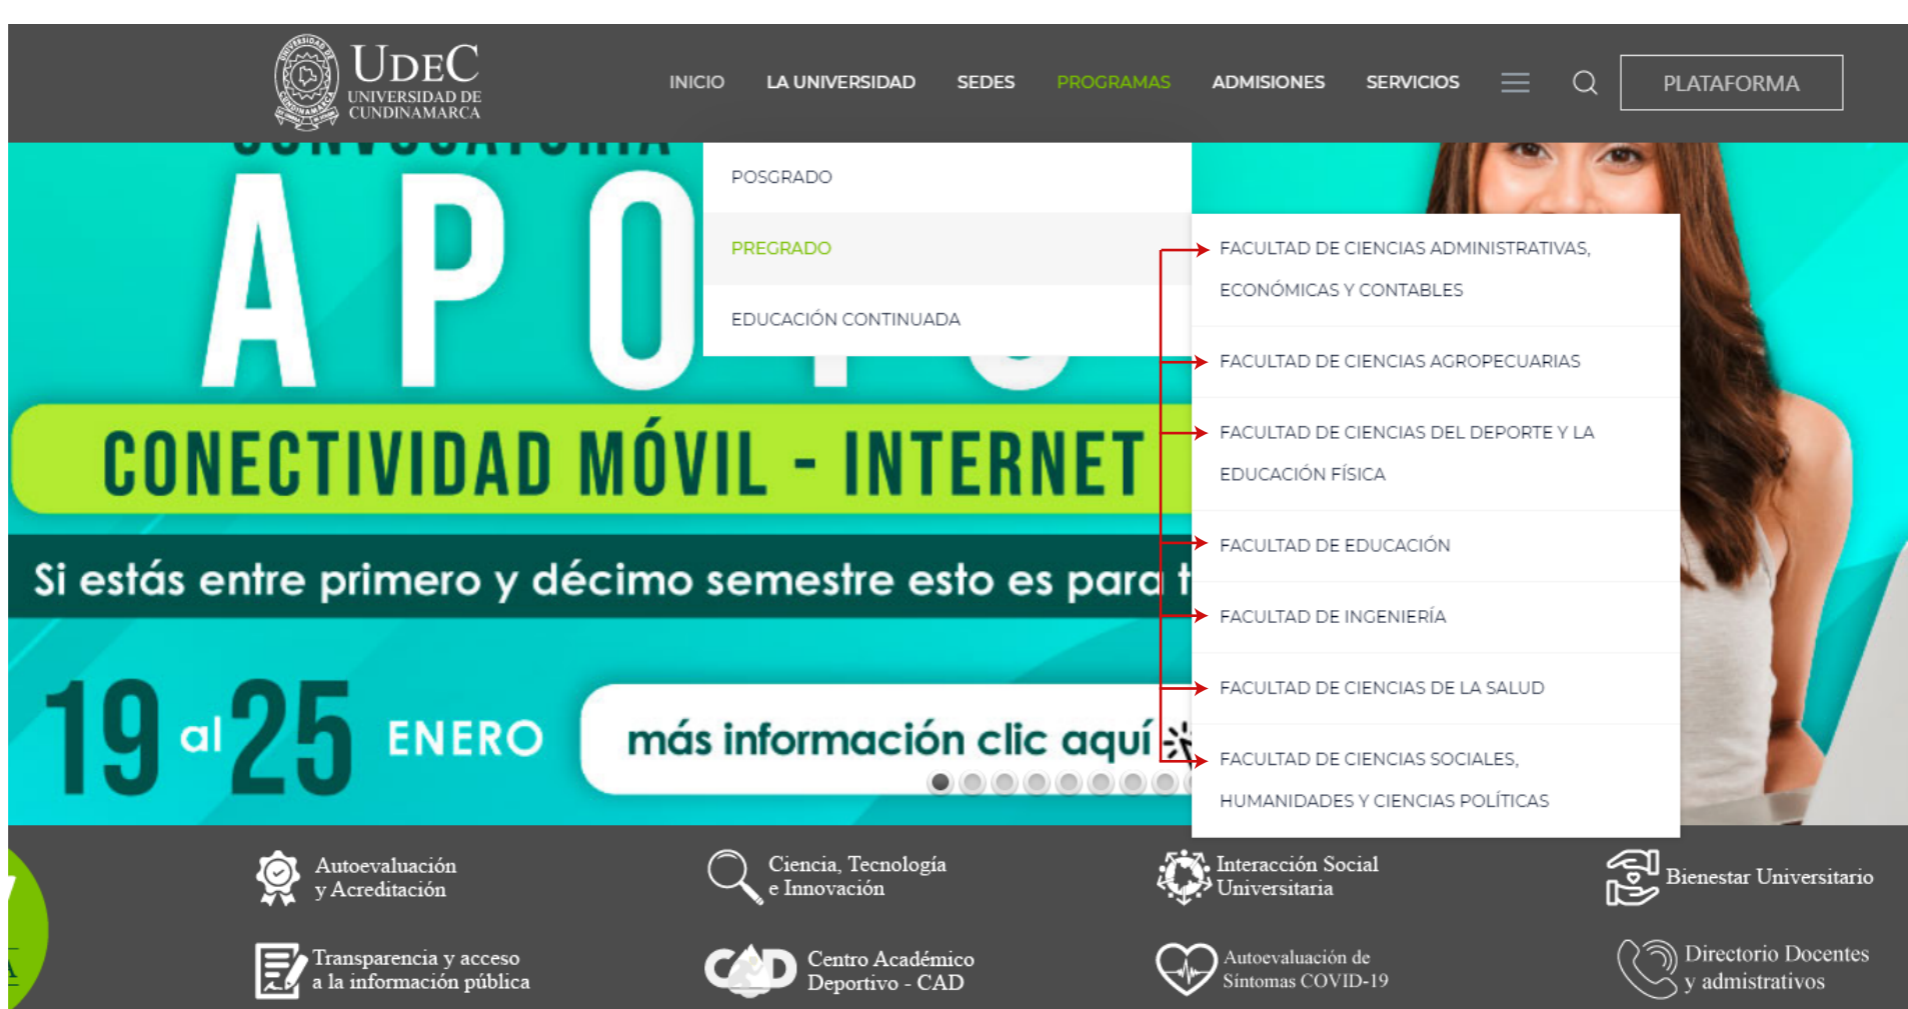 UDEC
UNIVERSIDAD DE
CUNDINAMARCA
INICIO
LA UNIVERSIDAD
SEDES
PROGRAMAS
ADMISIONES
SERVICIOS
PLATAFORMA
POSGRADO
PREGRADO
EDUCACIÓN CONTINUADA
FACULTAD DE CIENCIAS ADMINISTRATIVAS,
ECONÓMICAS Y CONTABLES
FACULTAD DE CIENCIAS AGROPECUARIAS
FACULTAD DE CIENCIAS DEL DEPORTE Y LA
EDUCACIÓN FÍSICA
FACULTAD DE EDUCACIÓN
FACULTAD DE INGENIERÍA
FACULTAD DE CIENCIAS DE LA SALUD
FACULTAD DE CIENCIAS SOCIALES,
HUMANIDADES Y CIENCIAS POLÍTICAS
CONECTIVIDAD MÓVIL - INTERNET
Si estás entre primero y décimo semestre esto es para
19 al 25 ENERO
más información clic aquí
Autoevaluación
y Acreditación
Ciencia, Tecnología
e Innovación
Interacción Social
Universitaria
Bienestar Universitario
Transparencia y acceso
a la información pública
CAD
Centro Académico
Deportivo - CAD
Autoevaluación de
Síntomas COVID-19
Directorio Docentes
y admistrativos